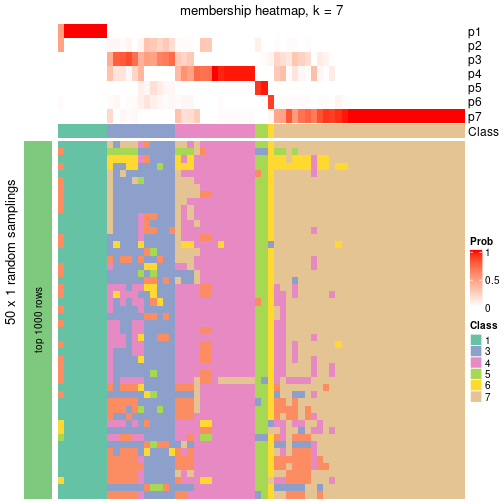 membership heatmap, k = 7
p1
p2
p3
p4
p5
p6
p7
Class
50 x 1 random samplings
top 1000 rows
Prob
1
0.5
0
Class
1
3
4
5
6
7